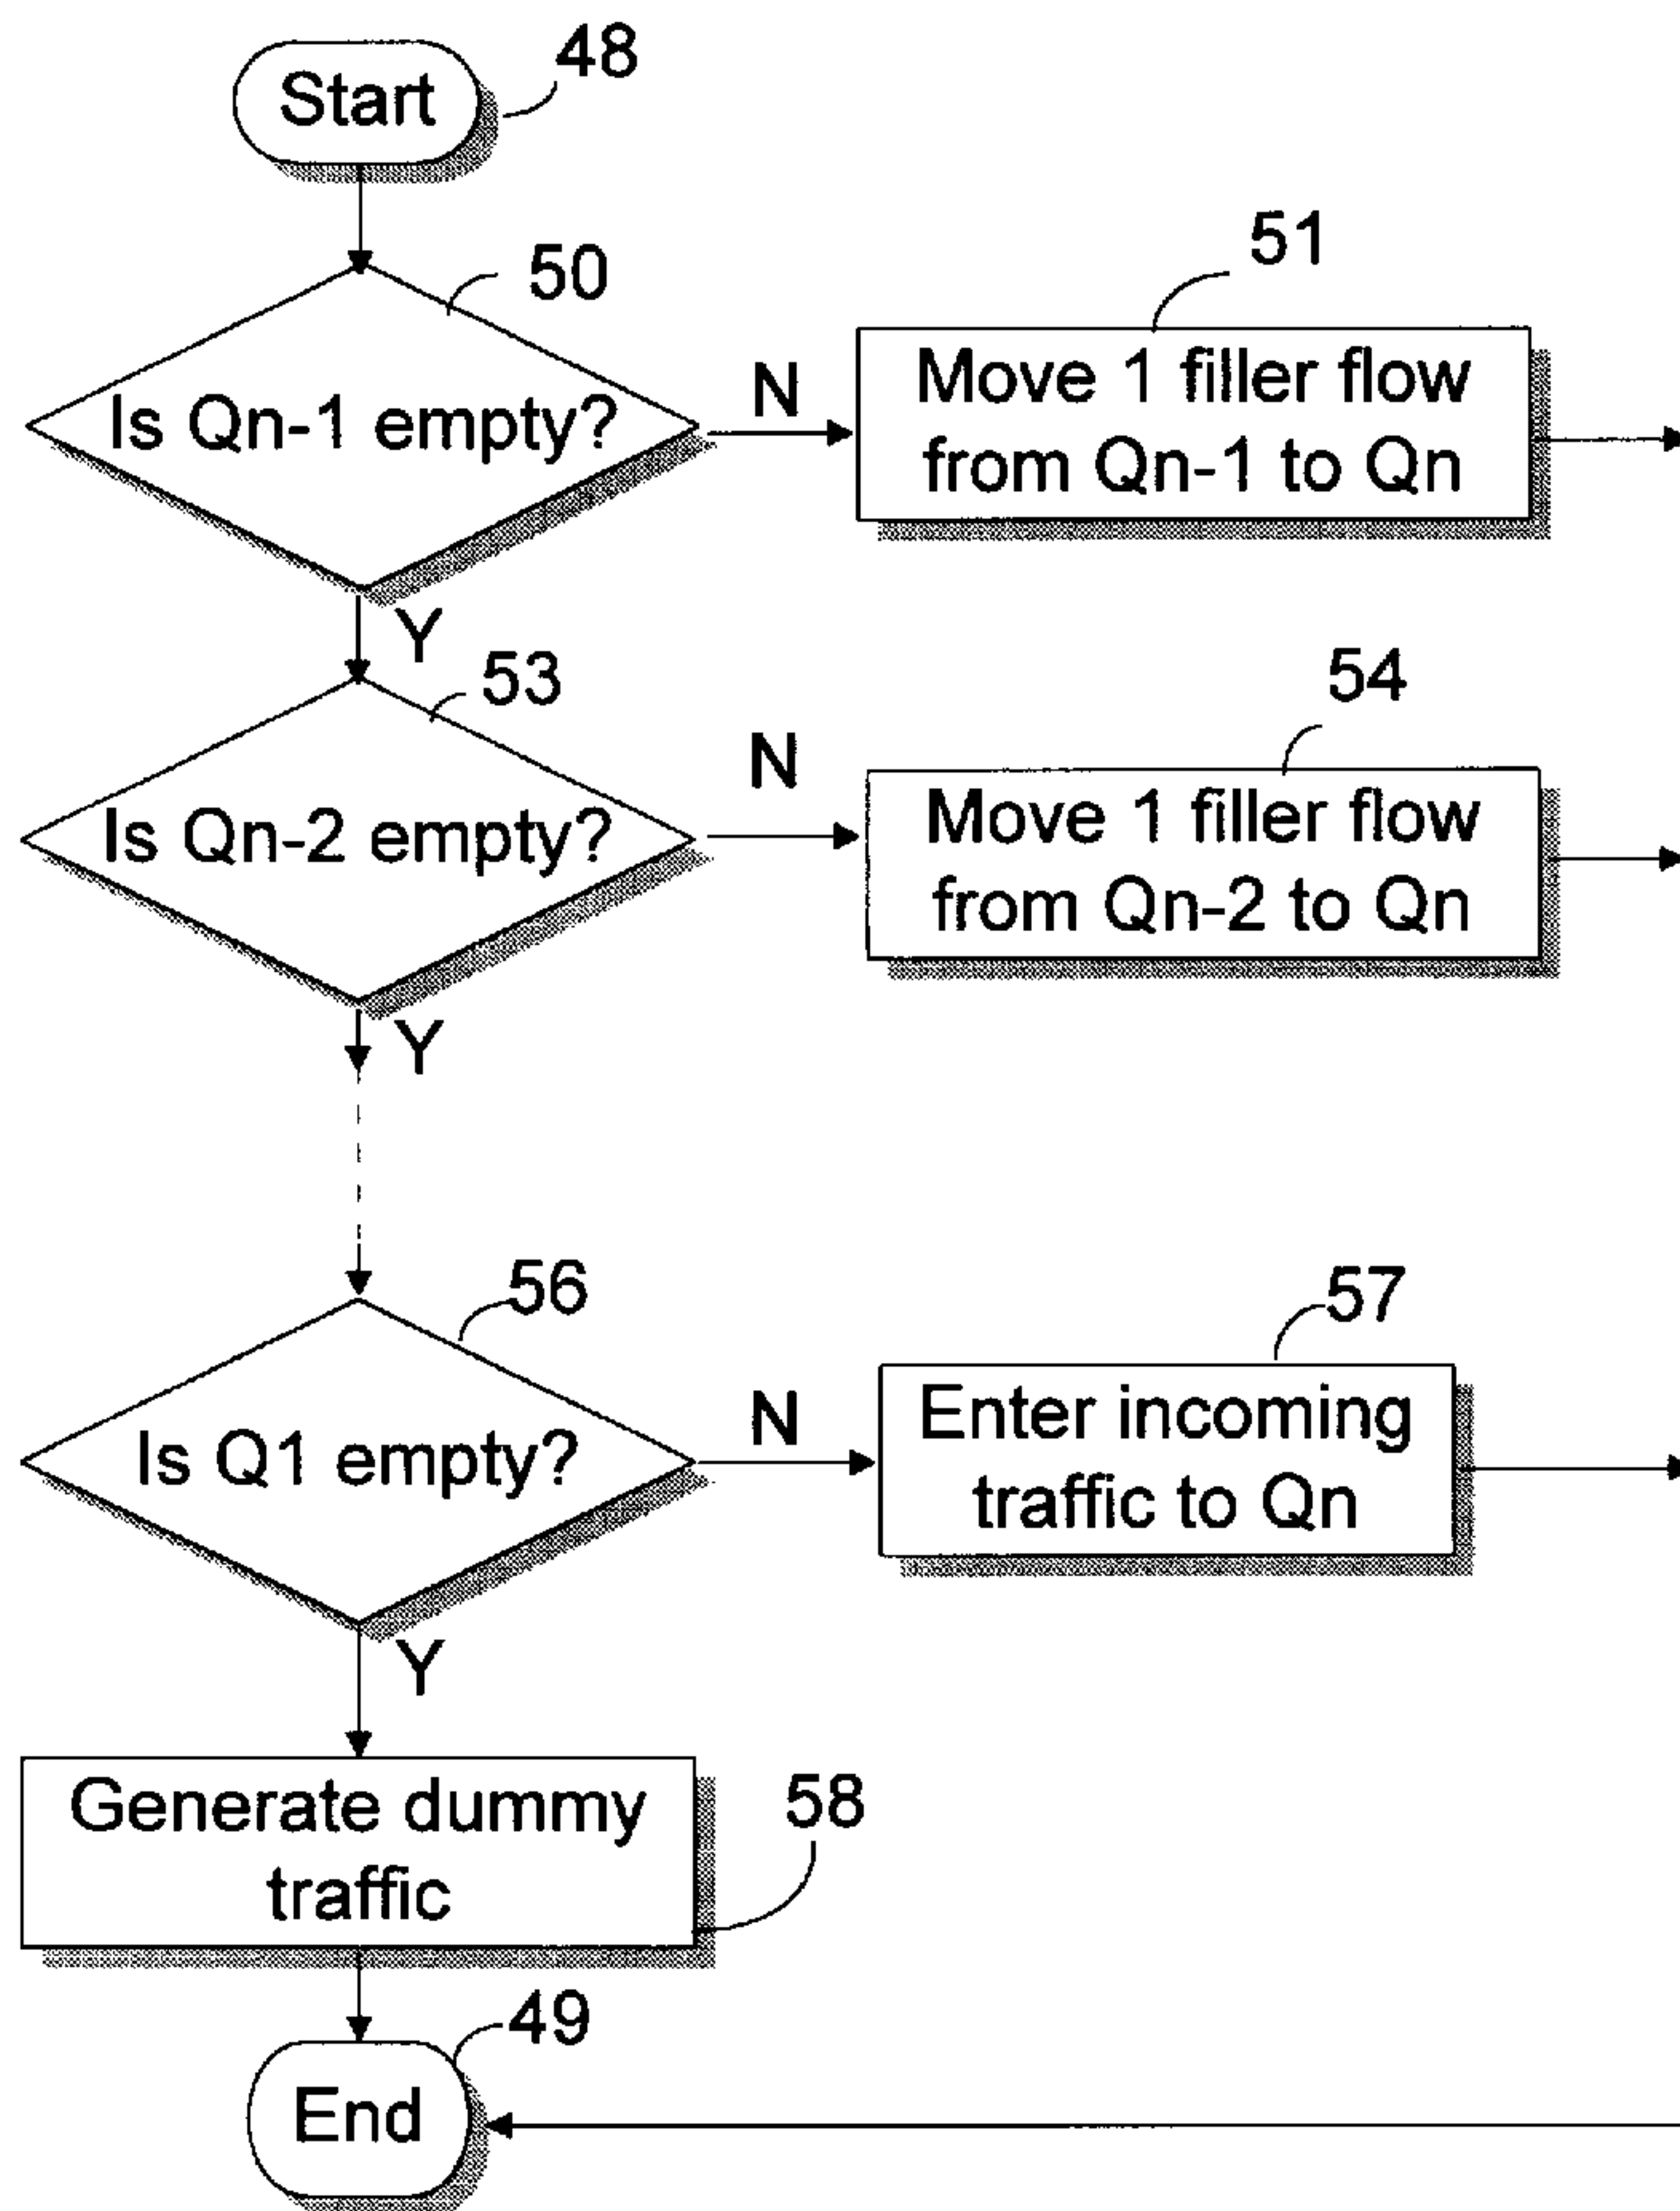 48
Start
50
51
Is Qn-1 empty?
N
Move 1 filler flow
from Qn-1 to Qn
Y
53
54
Is Qn-2 empty?
N
Move 1 filler flow
from Qn-2 to Qn
Y
56
57
Is Q1 empty?
N
Enter incoming
traffic to Qn
Y
Generate dummy
traffic
58
49
End